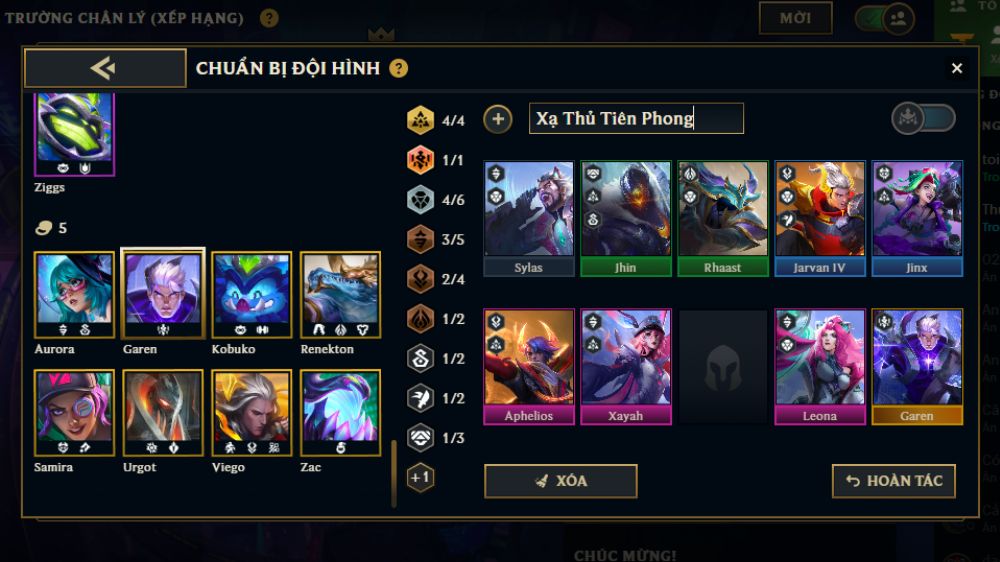 TRƯỜNG CHÂN LÝ (XẾP HẠNG) ?
MỜI
CHUẨN BỊ ĐỘI HÌNH ?
Ziggs
5
Aurora
Garen
Kobuko
Renekton
Samira
Urgot
Viego
Zac
4/4
1/1
4/6
3/5
2/4
1/2
1/2
1/2
1/3
+1
Xạ Thủ Tiên Phong
Sylas
Jhin
Rhaast
Jarvan IV
Jinx
Aphelios
Xayah
Leona
Garen
XÓA
HOÀN TÁC
CHÚC MỪNG!